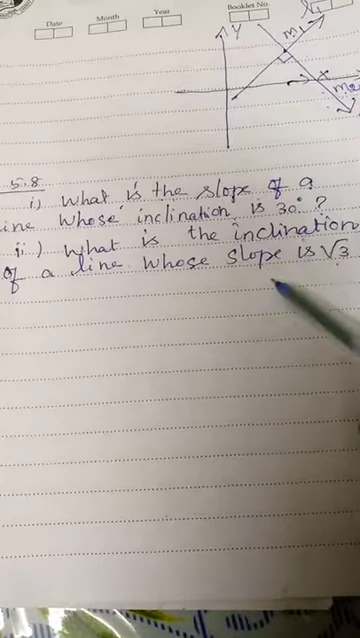 Date
Month
Year
Booklet No.
Y
m₁
x
5.8
i) What is the slope of a
line whose inclination is 30°?
ii) What is the inclination
of a line whose slope is √3